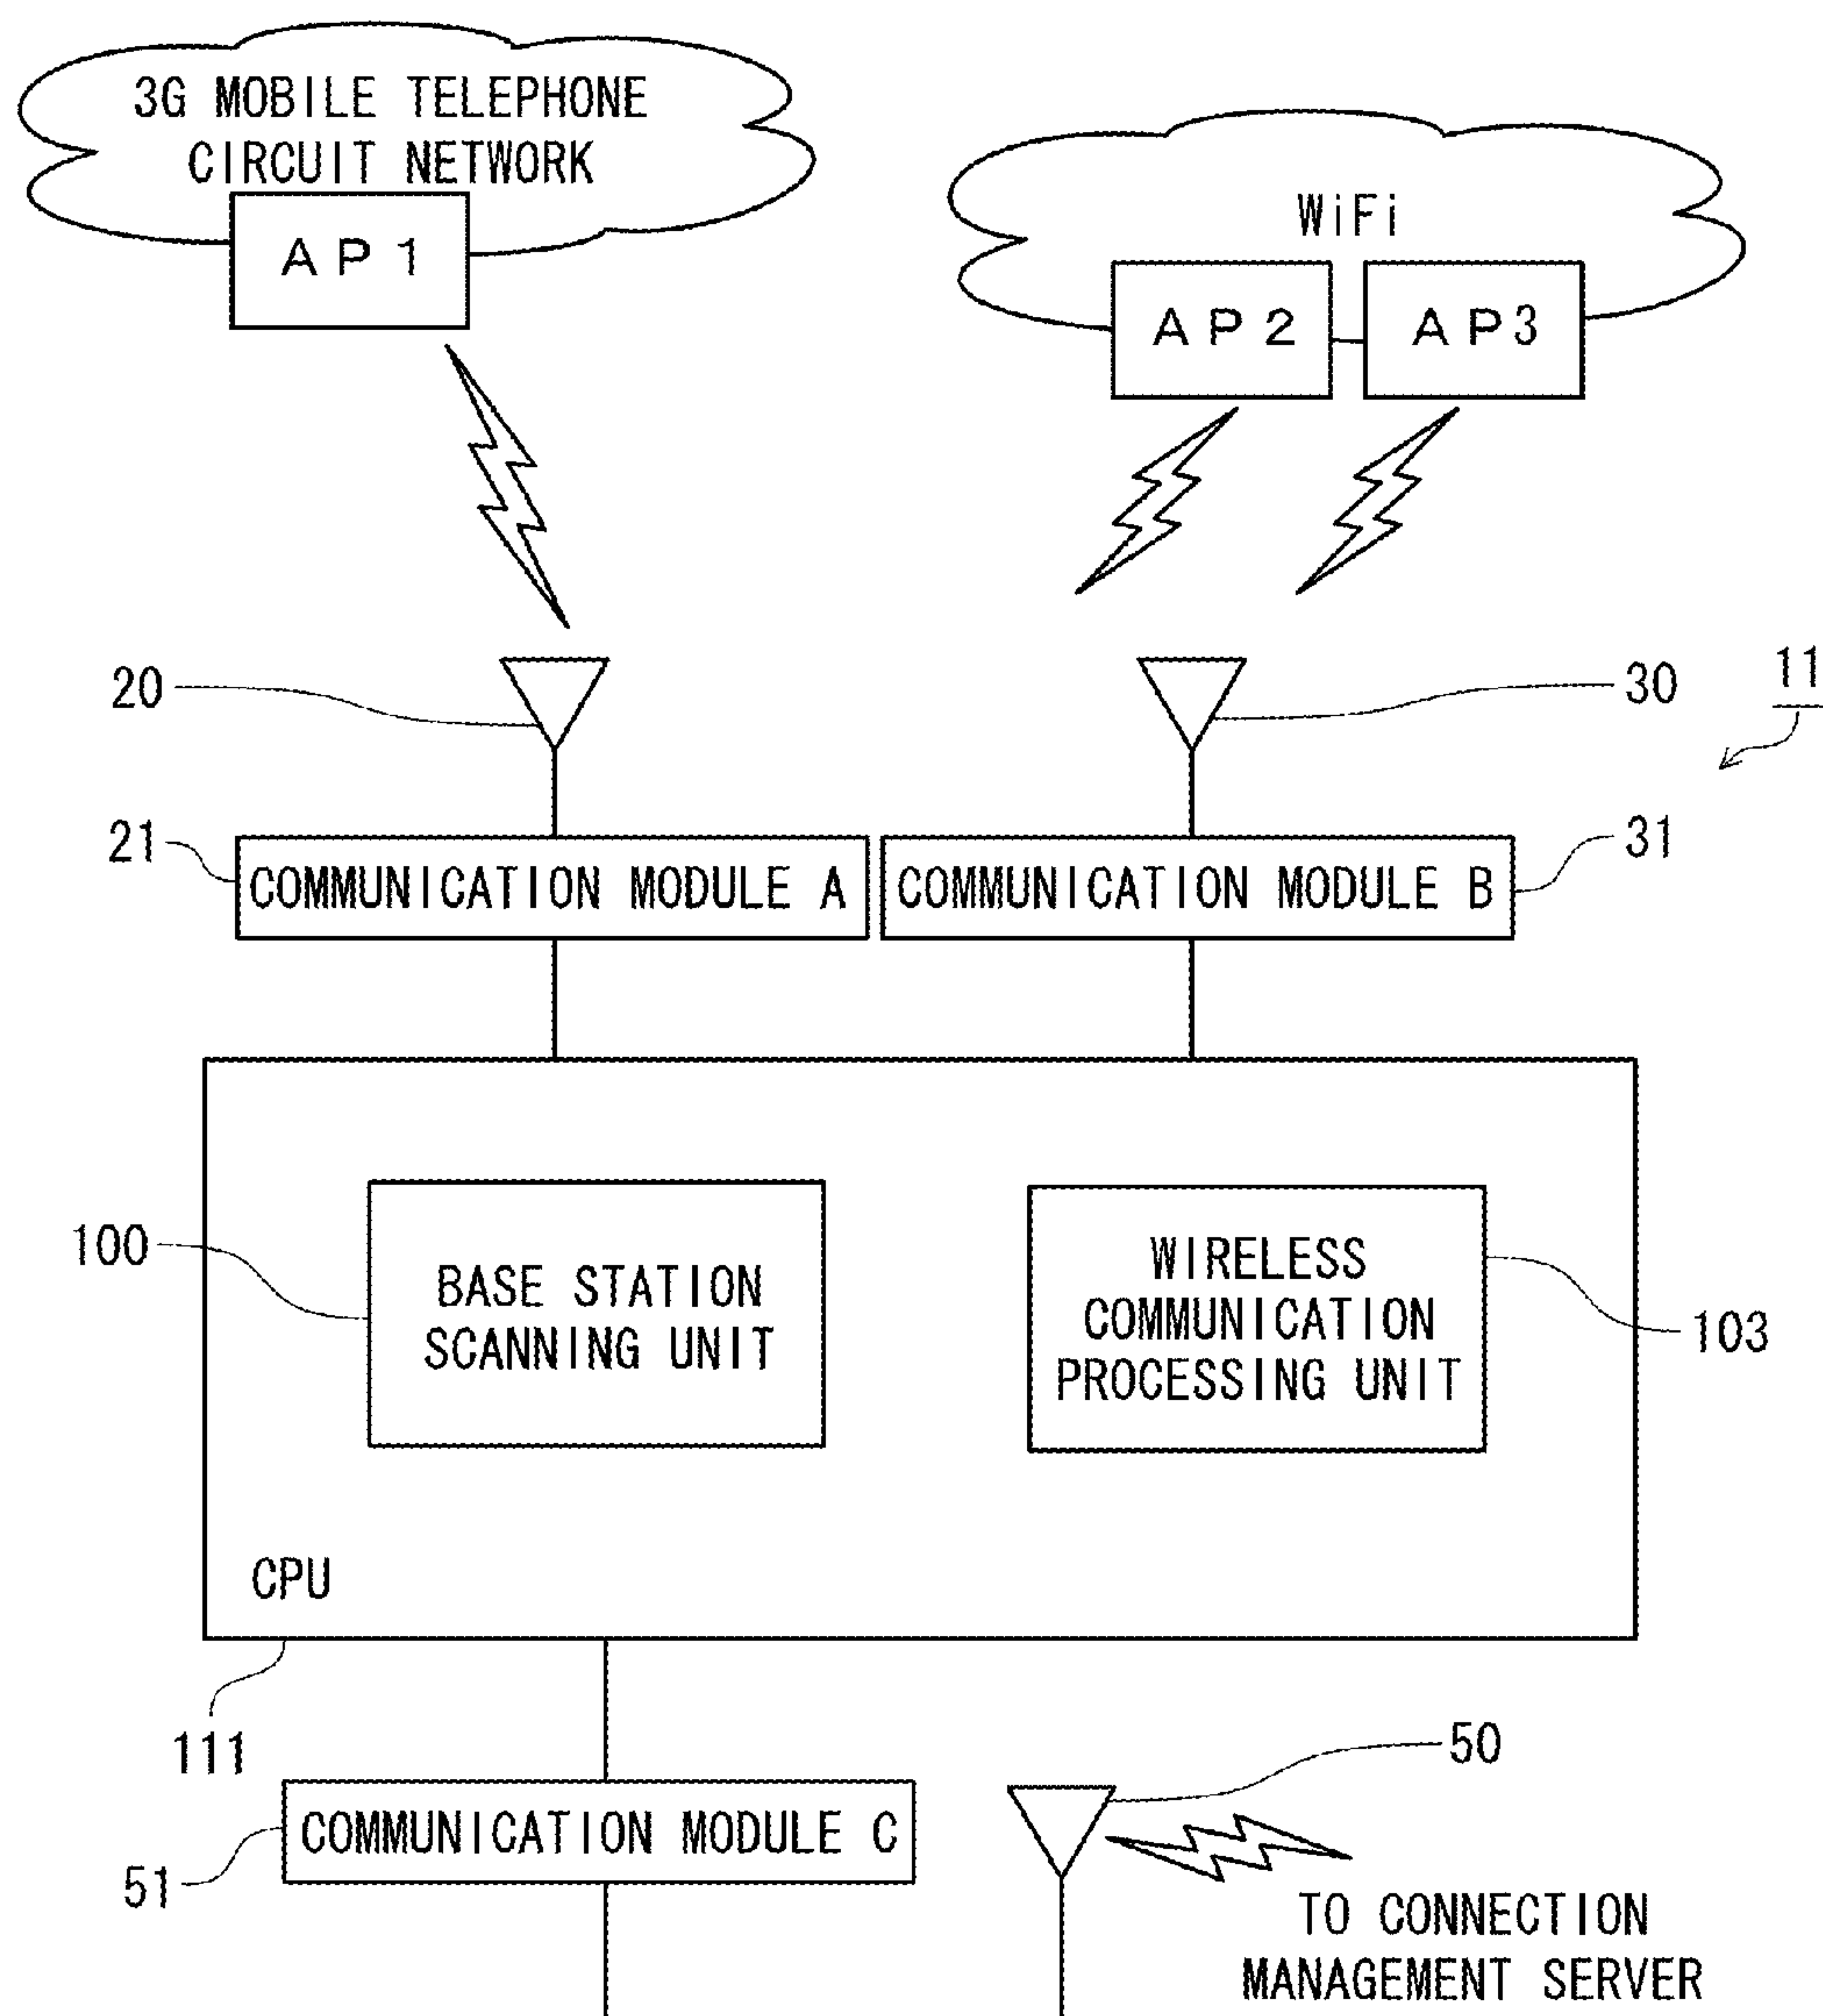 3G MOBILE TELEPHONE
CIRCUIT NETWORK
AP1
WiFi
AP2
AP3
20
30
11
21
COMMUNICATION MODULE A
COMMUNICATION MODULE B
31
100
BASE STATION
SCANNING UNIT
WIRELESS
COMMUNICATION
PROCESSING UNIT
103
CPU
111
50
COMMUNICATION MODULE C
51
TO CONNECTION
MANAGEMENT SERVER